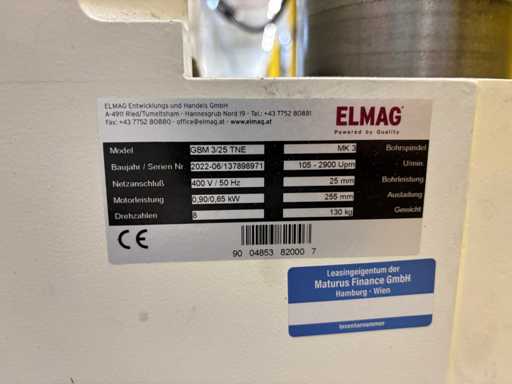 ELMAG Entwicklungs und Handels GmbH
A-4911 Ried/Tumeltsham - Hannesgrub Nord 19 - Tel.: +43 7752 80881
Fax: +43 7752 80880 - office@elmag.at - www.elmag.at
ELMAG®
Powered by Quality
Model GBM 3/25 TNE MK 3 Bohrspindel
Baujahr / Serien Nr 2022-06/137898971 105 - 2900 Upm U/min.
Netzanschluß 400 V / 50 Hz 25 mm Bohrleistung
Motorleistung 0,90/0,65 kW 255 mm Ausladung
Drehzahlen 8 130 kg Gewicht
CE
90 04853 82000 7
Leasingeigentum der
Maturus Finance GmbH
Hamburg - Wien
Inventarnummer